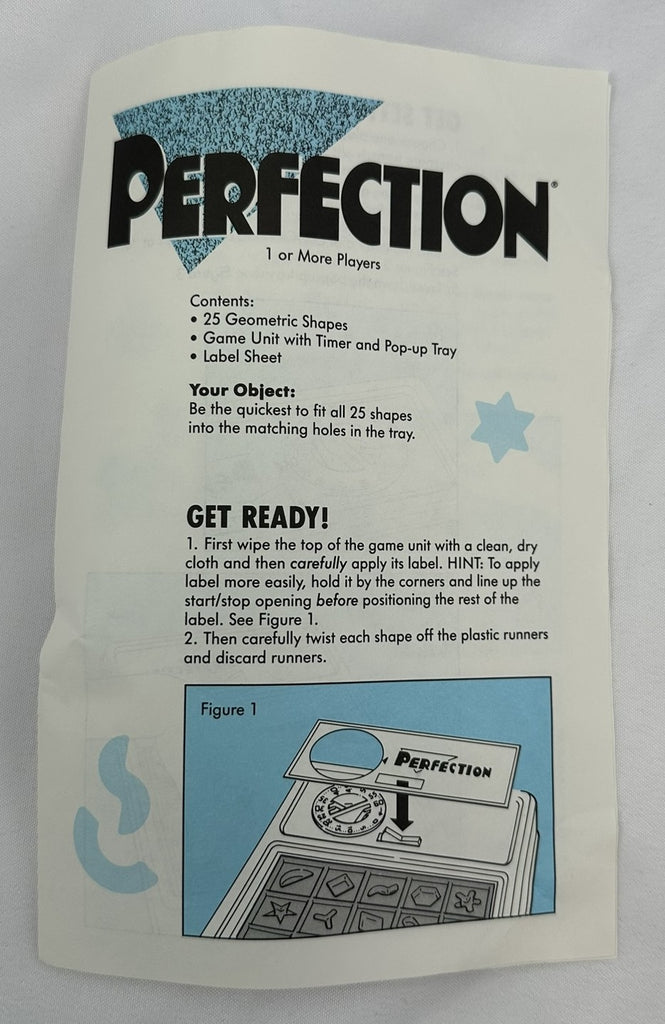 PERFECTION®
1 or More Players
Contents:
• 25 Geometric Shapes
• Game Unit with Timer and Pop-up Tray
• Label Sheet
Your Object:
Be the quickest to fit all 25 shapes
into the matching holes in the tray.
GET READY!
1. First wipe the top of the game unit with a clean, dry
cloth and then carefully apply its label. HINT: To apply
label more easily, hold it by the corners and line up the
start/stop opening before positioning the rest of the
label. See Figure 1.
2. Then carefully twist each shape off the plastic runners
and discard runners.
Figure 1
PERFECTION